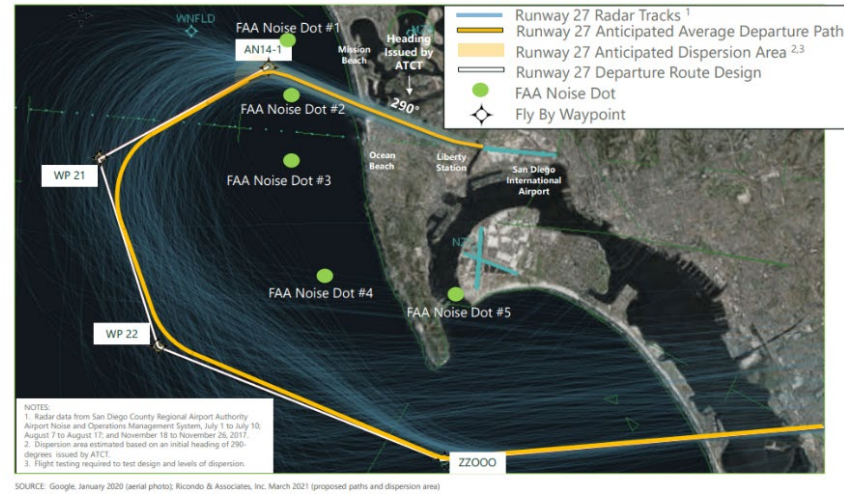 WNFLD
FAA Noise Dot #1
AN14-1
Mission
Beach
Heading
Issued by
ATCT
290°
Runway 27 Radar Tracks 1
Runway 27 Anticipated Average Departure Path
Runway 27 Anticipated Dispersion Area 2,3
Runway 27 Departure Route Design
FAA Noise Dot
Fly By Waypoint
FAA Noise Dot #2
Ocean
Beach
Liberty
Station
San Diego
International
Airport
WP 21
FAA Noise Dot #3
FAA Noise Dot #4
FAA Noise Dot #5
WP 22
ZZOOO
NOTES:
1. Radar data from San Diego County Regional Airport Authority
Airport Noise and Operations Management System, July 1 to July 10;
August 7 to August 17; and November 18 to November 26, 2017.
2. Dispersion area estimated based on an initial heading of 290-
degrees issued by ATCT.
3. Flight testing required to test design and levels of dispersion.
SOURCE: Google, January 2020 (aerial photo); Ricondo & Associates, Inc. March 2021 (proposed paths and dispersion area)